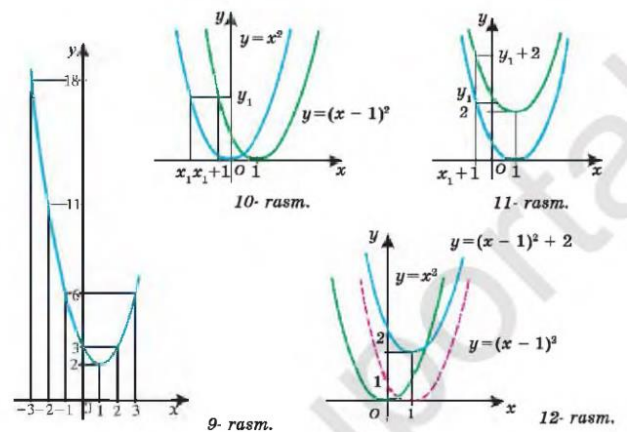 y
18
11
6
3
2
−3 −2 −1 0 1 2 3 x
9- rasm.
y
y = x²
y₁
y = (x − 1)²
x₁ x₁+1 O 1 x
10- rasm.
y
y₁ + 2
y₁
2
x₁+1 O 1 x
11- rasm.
y
y = (x − 1)² + 2
y = x²
2
y = (x − 1)²
1
O 1 x
12- rasm.